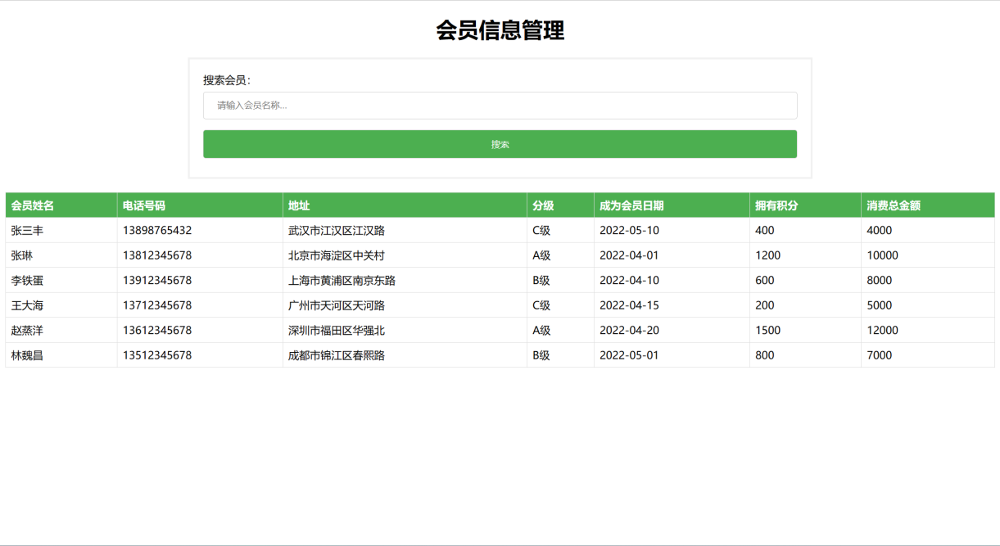 会员信息管理
搜索会员：
请输入会员名称...
搜索
会员姓名 电话号码 地址 分级 成为会员日期 拥有积分 消费总金额
张三丰 13898765432 武汉市江汉区江汉路 C级 2022-05-10 400 4000
张琳 13812345678 北京市海淀区中关村 A级 2022-04-01 1200 10000
李铁蛋 13912345678 上海市黄浦区南京东路 B级 2022-04-10 600 8000
王大海 13712345678 广州市天河区天河路 C级 2022-04-15 200 5000
赵蒸洋 13612345678 深圳市福田区华强北 A级 2022-04-20 1500 12000
林魏昌 13512345678 成都市锦江区春熙路 B级 2022-05-01 800 7000